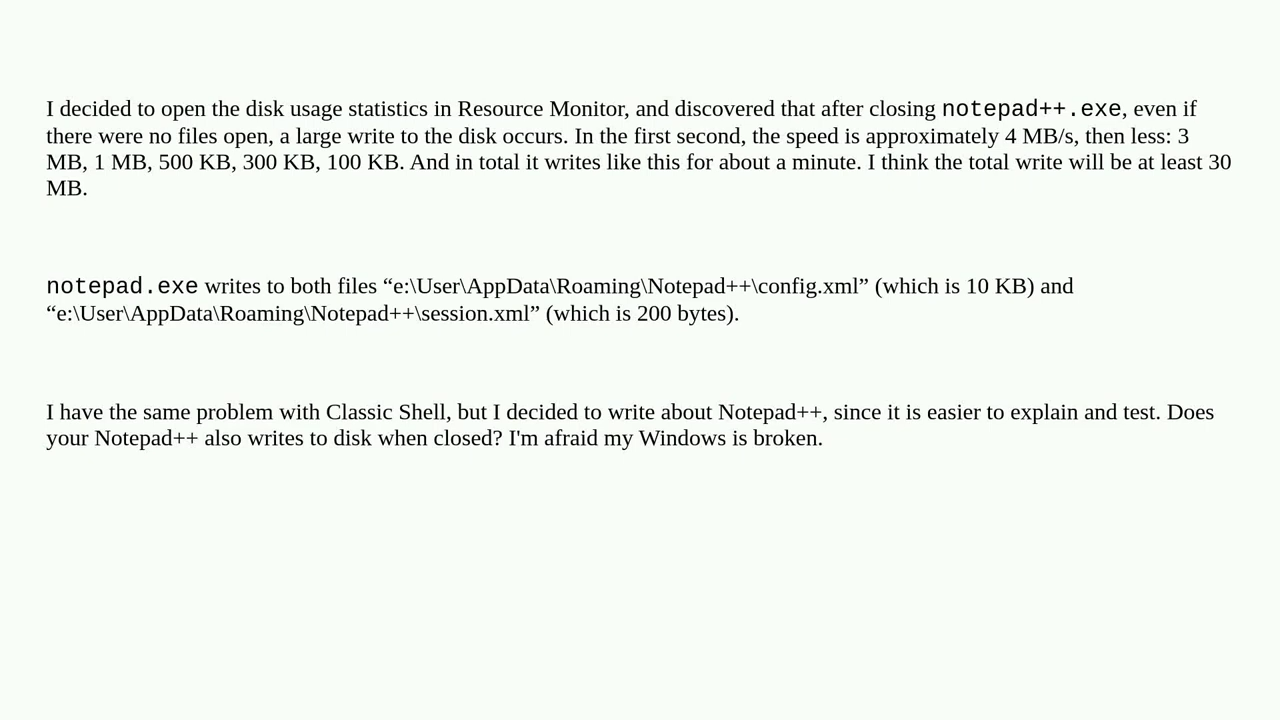 I decided to open the disk usage statistics in Resource Monitor, and discovered that after closing notepad++.exe, even if
there were no files open, a large write to the disk occurs. In the first second, the speed is approximately 4 MB/s, then less: 3
MB, 1 MB, 500 KB, 300 KB, 100 KB. And in total it writes like this for about a minute. I think the total write will be at least 30
MB.
notepad.exe writes to both files “e:\User\AppData\Roaming\Notepad++\config.xml” (which is 10 KB) and
“e:\User\AppData\Roaming\Notepad++\session.xml” (which is 200 bytes).
I have the same problem with Classic Shell, but I decided to write about Notepad++, since it is easier to explain and test. Does
your Notepad++ also writes to disk when closed? I'm afraid my Windows is broken.